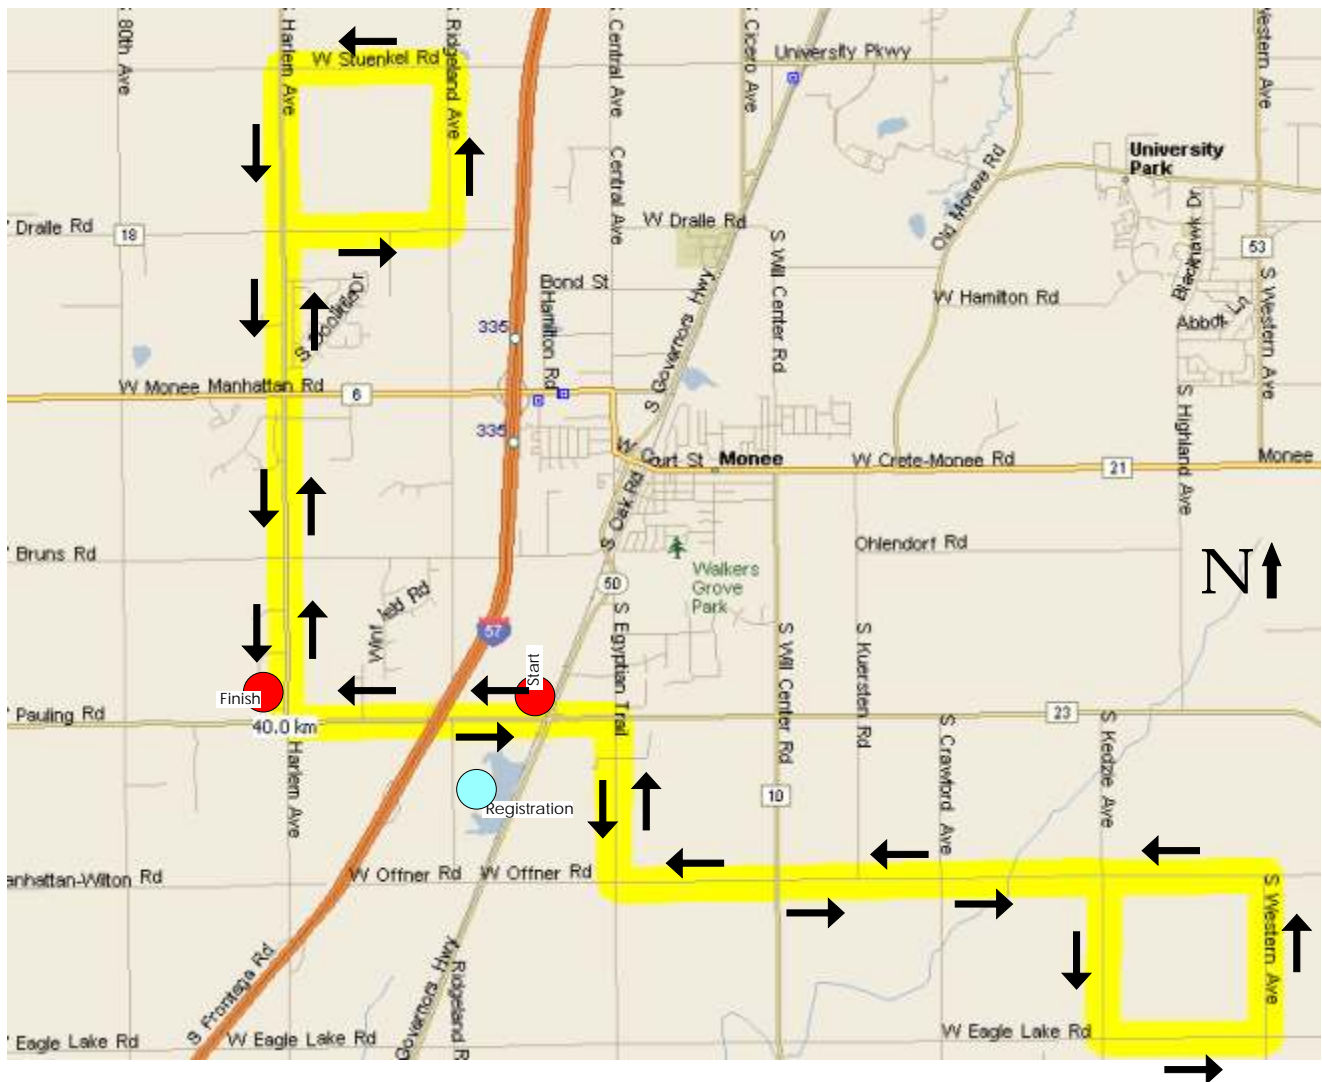 80th Ave
S Harlem Ave
S Ridgeland Ave
S Central Ave
S Cicero Ave
Western Ave
W Stuenkel Rd
University Pkwy
Central Ave
University
Park
Old Monee Rd
Dralle Rd
18
W Dralle Rd
S Will Center Rd
Blackhawk Dr
53
S Western Ave
Bond St
Hamilton Rd
335
S Governors Hwy
W Hamilton Rd
Abbot Ln
W Monee Manhattan Rd
6
335
S Highland Ave
W Court St
Monee
W Crete-Monee Rd
21
Monee
S Oak Rd
Bruns Rd
Ohlendorf Rd
N
Walkers
Grove
Park
50
57
S Egyptian Trail
S Will Center Rd
S Kuersten Rd
Start
Finish
Pauling Rd
40.0 km
23
S Crawford Ave
S Kedzie Ave
Harlem Ave
10
Registration
anhattan-Wilton Rd
W Offner Rd
W Offner Rd
S Western Ave
S Frontage Rd
Governors Hwy
Ridgeland R
Eagle Lake Rd
W Eagle Lake Rd
W Eagle Lake Rd